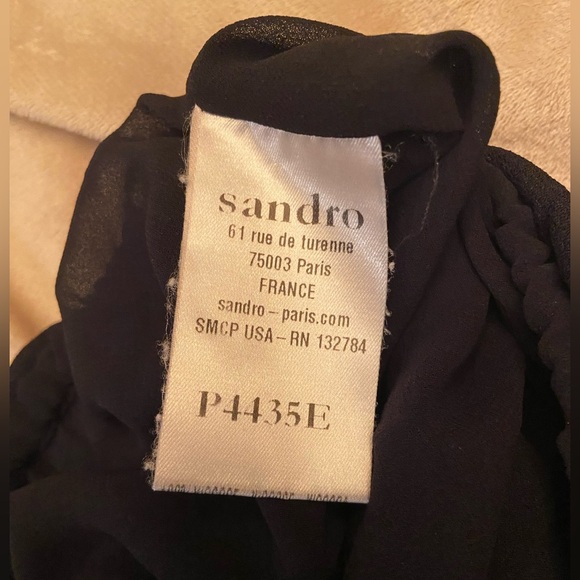 sandro
61 rue de turenne
75003 Paris
FRANCE
sandro – paris.com
SMCP USA – RN 132784
P4435E